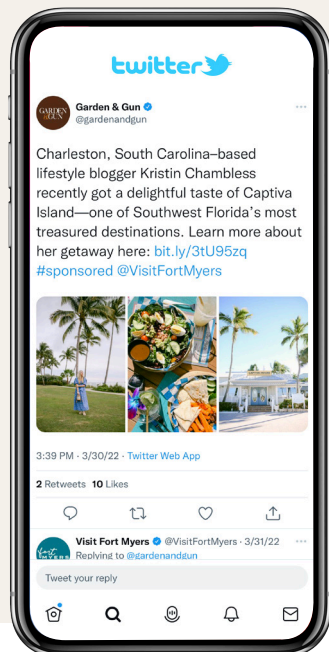 twitter
GARDEN
&GUN
Garden & Gun
@gardenandgun
Charleston, South Carolina–based
lifestyle blogger Kristin Chambless
recently got a delightful taste of Captiva
Island—one of Southwest Florida's most
treasured destinations. Learn more about
her getaway here: bit.ly/3tU95zq
#sponsored @VisitFortMyers
3:39 PM · 3/30/22 · Twitter Web App
2 Retweets 10 Likes
fort
MYERS
Visit Fort Myers @VisitFortMyers · 3/31/22
Replying to @gardenandgun
Tweet your reply